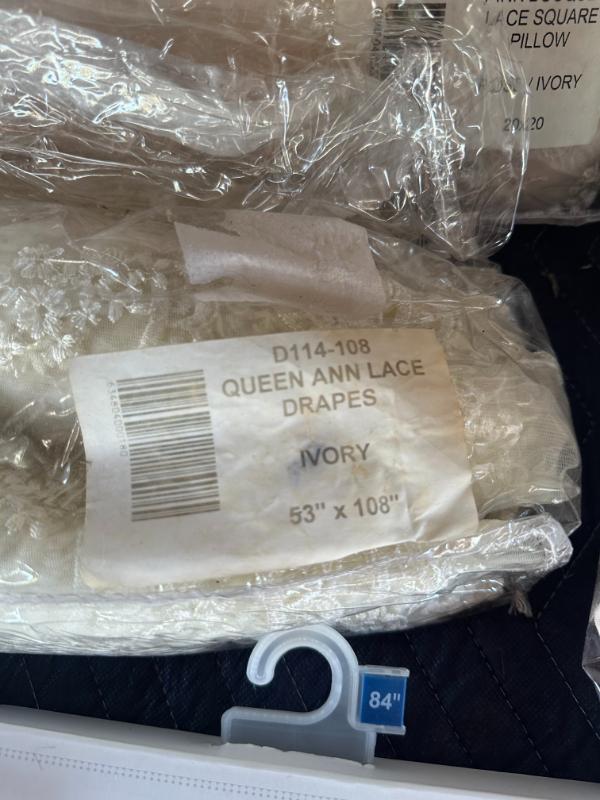 LACE SQUARE
PILLOW
IVORY
20x20
D114-108
QUEEN ANN LACE
DRAPES
IVORY
53" x 108"
84"